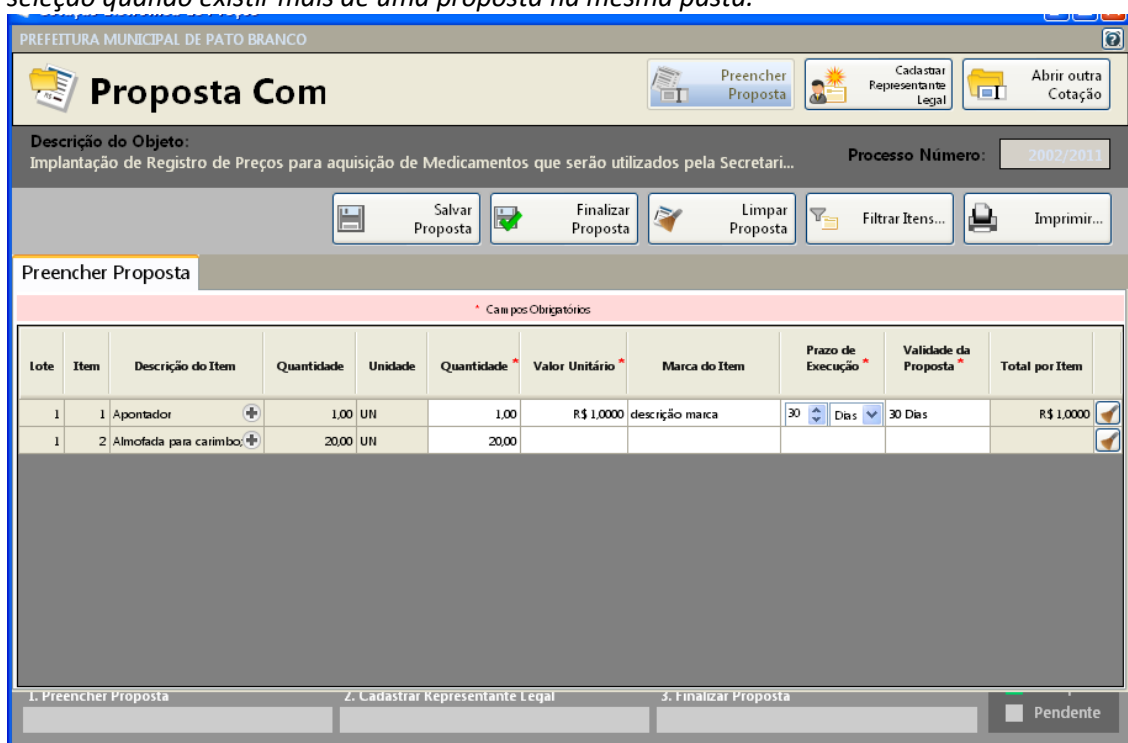 seleção quando existir mais de uma proposta na mesma pasta.
PREFEITURA MUNICIPAL DE PATO BRANCO
Proposta Com
Preencher
Proposta
Cadastrar
Representante
Legal
Abrir outra
Cotação
Descrição do Objeto:
Implantação de Registro de Preços para aquisição de Medicamentos que serão utilizados pela Secretari...
Processo Número:
2002/2011
Salvar
Proposta
Finalizar
Proposta
Limpar
Proposta
Filtrar Itens...
Imprimir...
Preencher Proposta
* Campos Obrigatórios
Lote Item Descrição do Item Quantidade Unidade Quantidade * Valor Unitário * Marca do Item Prazo de Execução * Validade da Proposta * Total por Item
1 1 Apontador 1,00 UN 1,00 R$ 1,0000 descrição marca 30 Dias 30 Dias R$ 1,0000
1 2 Almofada para carimbo; 20,00 UN 20,00
1. Preencher Proposta 2. Cadastrar Representante Legal 3. Finalizar Proposta
Pendente